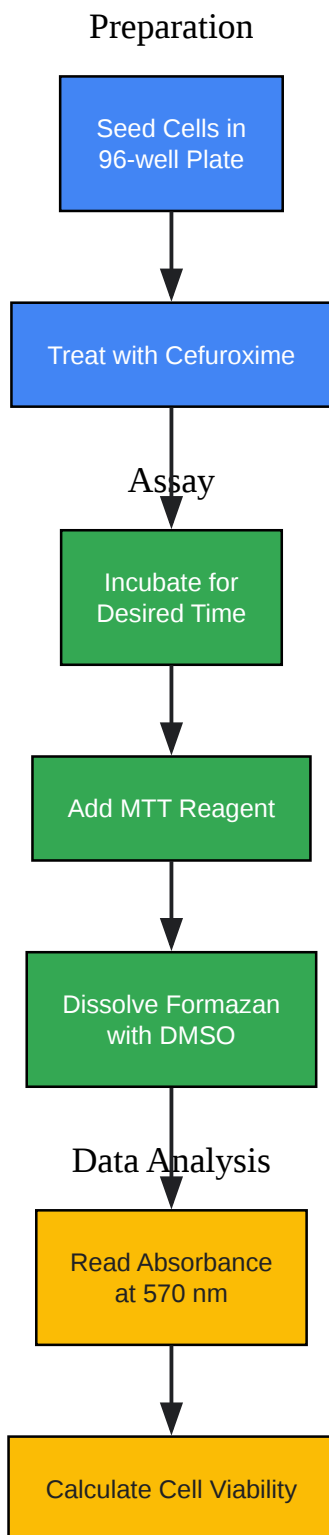 Preparation
Seed Cells in
96-well Plate
Treat with Cefuroxime
Assay
Incubate for
Desired Time
Add MTT Reagent
Dissolve Formazan
with DMSO
Data Analysis
Read Absorbance
at 570 nm
Calculate Cell Viability